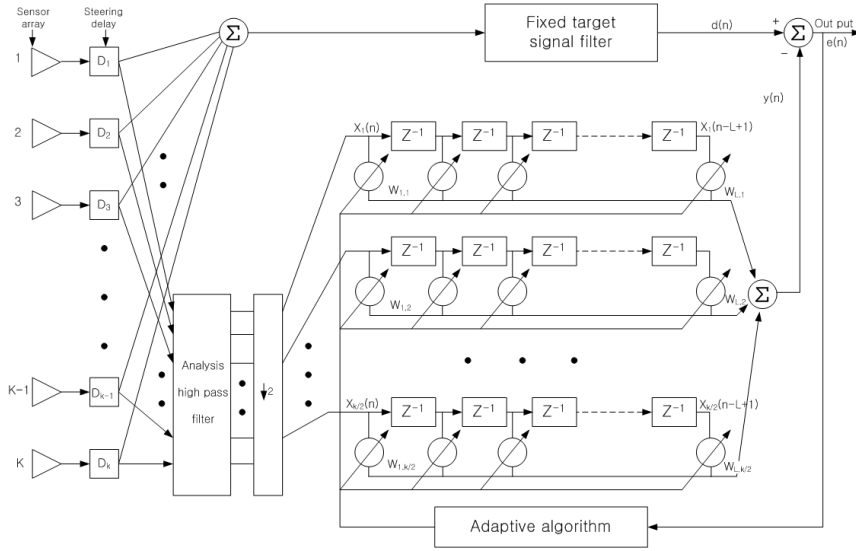 Sensor array
Steering delay
1
D1
2
D2
3
D3
K-1
Dk-1
K
Dk
Σ
Fixed target signal filter
d(n)
+
−
Σ
Out put
e(n)
y(n)
Analysis high pass filter
↓2
X1(n)
Z-1
Z-1
Z-1
Z-1
X1(n-L+1)
W1,1
WL,1
Z-1
Z-1
Z-1
Z-1
W1,2
WL,2
Σ
Xk/2(n)
Z-1
Z-1
Z-1
Z-1
Xk/2(n-L+1)
W1,k/2
WL,k/2
Adaptive algorithm